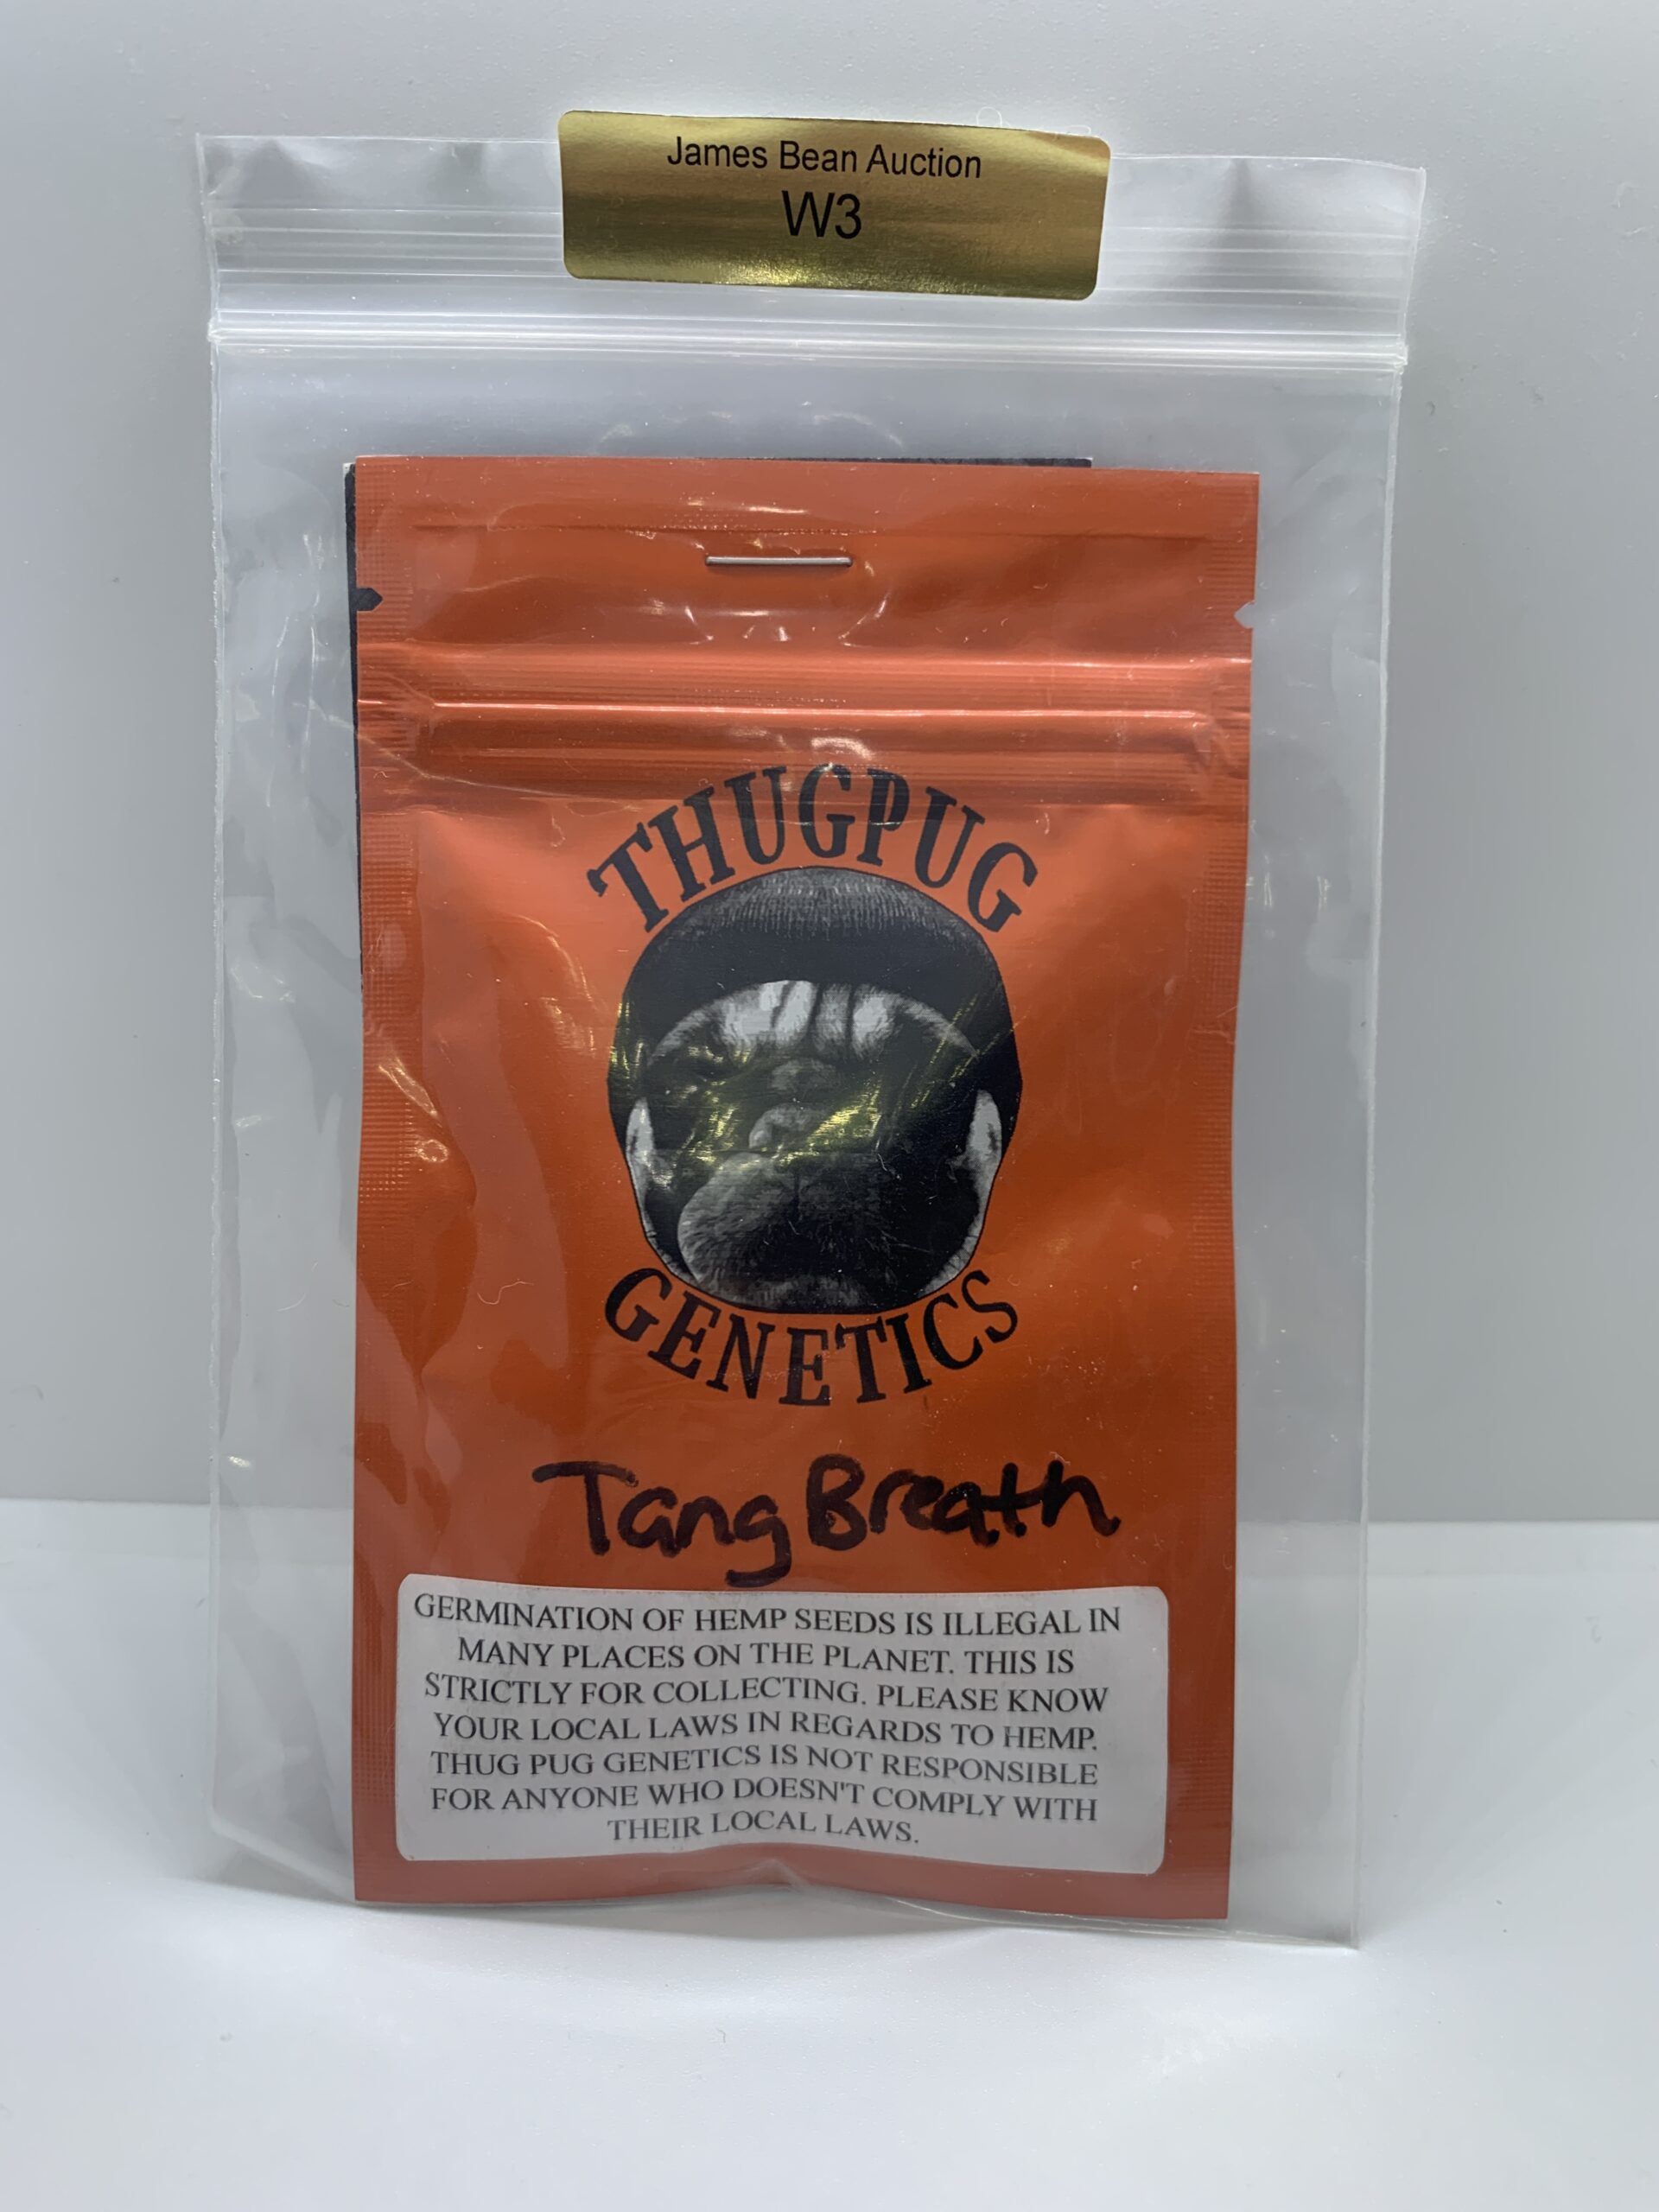 James Bean Auction
W3
THUGPUG
GENETICS
Tang Breath
GERMINATION OF HEMP SEEDS IS ILLEGAL IN
MANY PLACES ON THE PLANET. THIS IS
STRICTLY FOR COLLECTING. PLEASE KNOW
YOUR LOCAL LAWS IN REGARDS TO HEMP.
THUG PUG GENETICS IS NOT RESPONSIBLE
FOR ANYONE WHO DOESN'T COMPLY WITH
THEIR LOCAL LAWS.